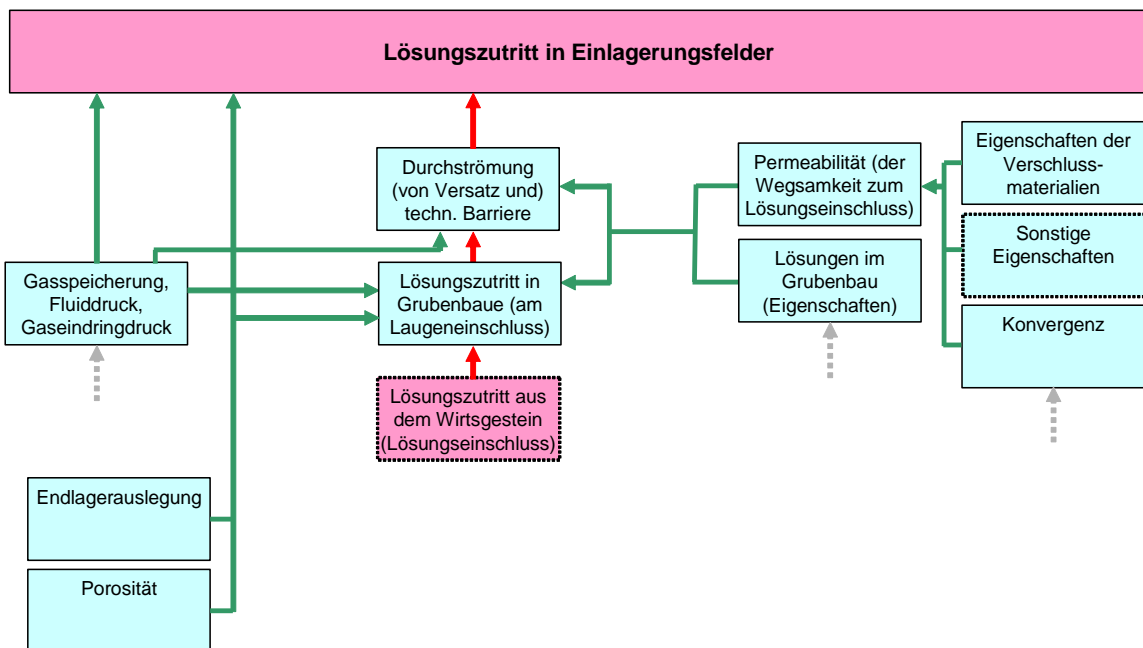 Lösungszutritt in Einlagerungsfelder
Durchströmung
(von Versatz und)
techn. Barriere
Permeabilität (der
Wegsamkeit zum
Lösungseinschluss)
Eigenschaften der
Verschluss-
materialien
Sonstige
Eigenschaften
Gasspeicherung,
Fluiddruck,
Gaseindringdruck
Lösungszutritt in
Grubenbaue (am
Laugeneinschluss)
Lösungen im
Grubenbau
(Eigenschaften)
Konvergenz
Lösungszutritt aus
dem Wirtsgestein
(Lösungseinschluss)
Endlagerauslegung
Porosität